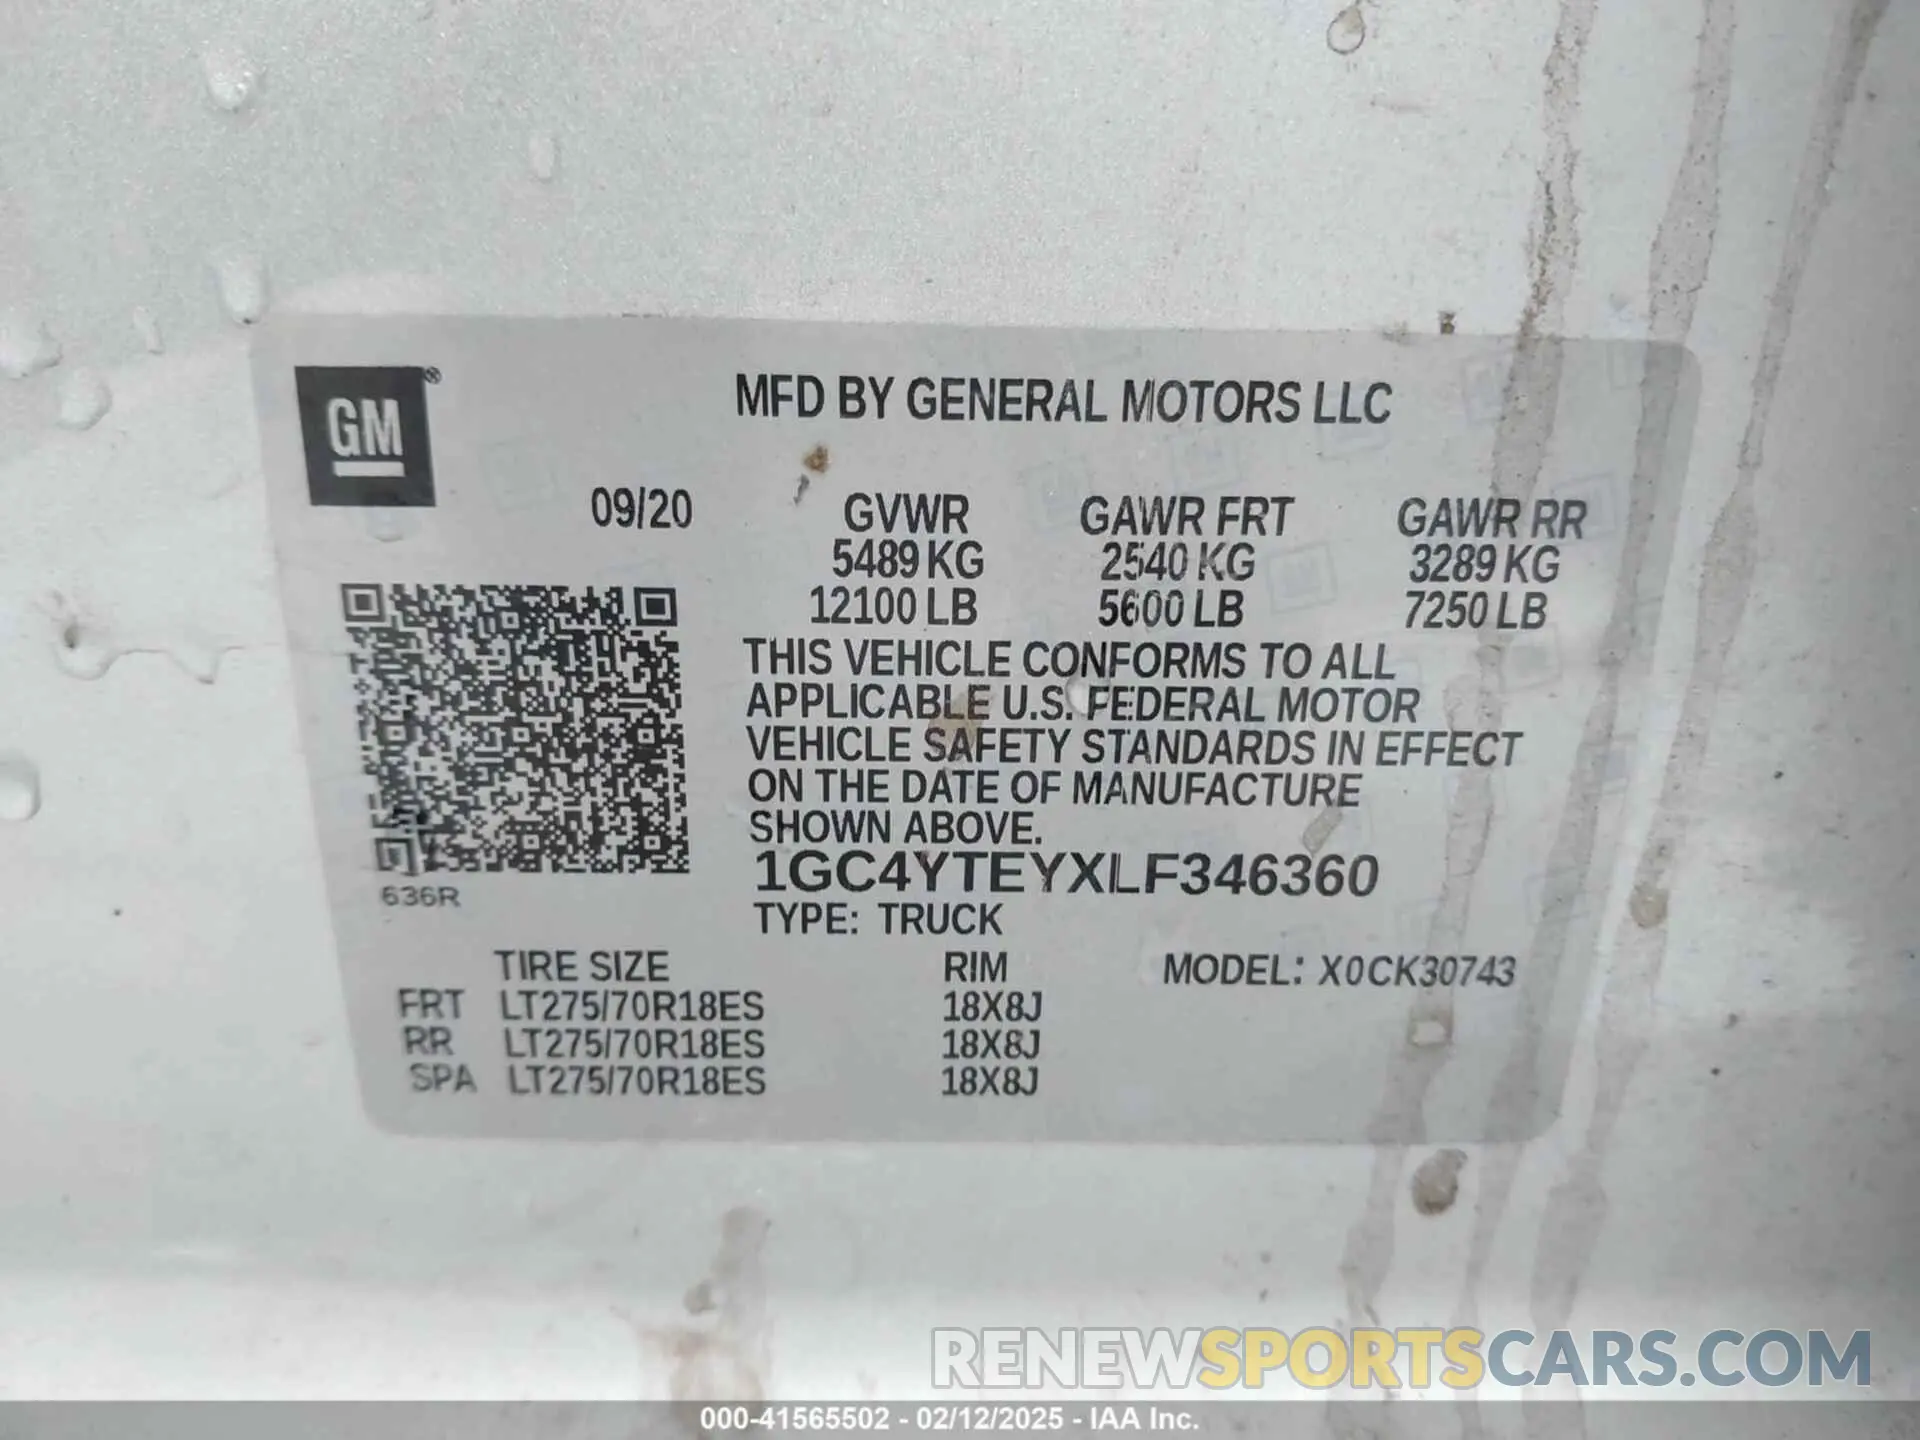 GM®
MFD BY GENERAL MOTORS LLC
09/20 GVWR GAWR FRT GAWR RR
5489 KG 2540 KG 3289 KG
12100 LB 5600 LB 7250 LB
THIS VEHICLE CONFORMS TO ALL
APPLICABLE U.S. FEDERAL MOTOR
VEHICLE SAFETY STANDARDS IN EFFECT
ON THE DATE OF MANUFACTURE
SHOWN ABOVE.
1GC4YTEYXLF346360
636R
TYPE: TRUCK
TIRE SIZE RIM MODEL: X0CK30743
FRT LT275/70R18ES 18X8J
RR LT275/70R18ES 18X8J
SPA LT275/70R18ES 18X8J
RENEWSPORTSCARS.COM
000-41565502 - 02/12/2025 - IAA Inc.